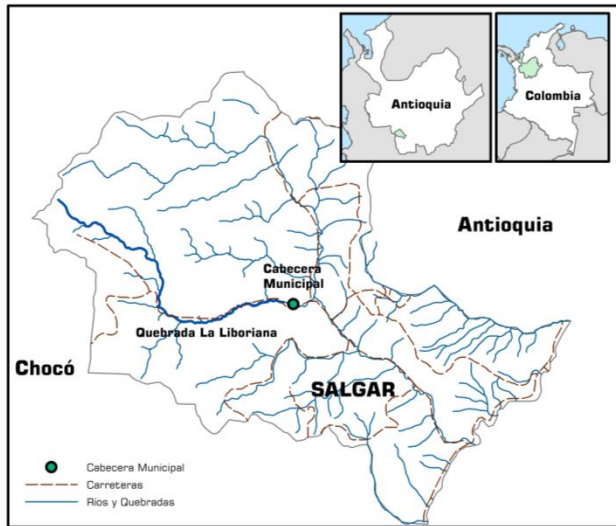 Antioquia
Colombia
Antioquia
Cabecera
Municipal
Quebrada La Liboriana
Chocó
SALGAR
Cabecera Municipal
Carreteras
Ríos y Quebradas